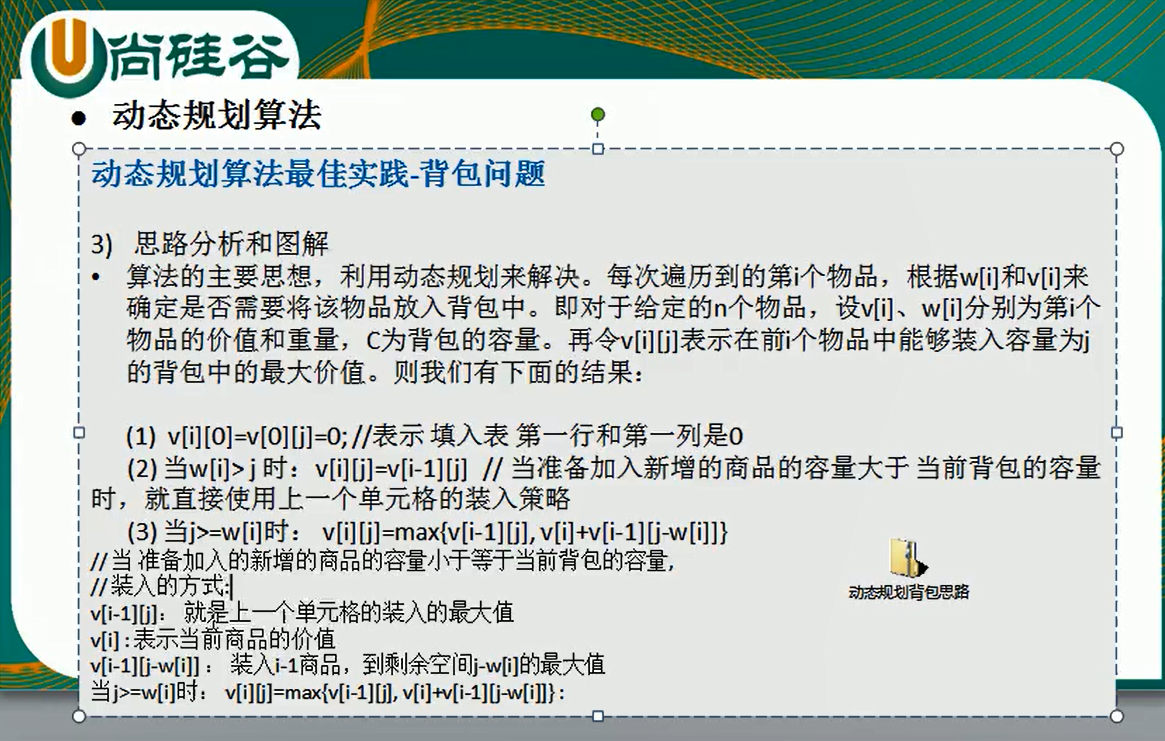 尚硅谷
● 动态规划算法
动态规划算法最佳实践-背包问题
3) 思路分析和图解
• 算法的主要思想，利用动态规划来解决。每次遍历到的第i个物品，根据w[i]和v[i]来
确定是否需要将该物品放入背包中。即对于给定的n个物品，设v[i]、w[i]分别为第i个
物品的价值和重量，C为背包的容量。再令v[i][j]表示在前i个物品中能够装入容量为j
的背包中的最大价值。则我们有下面的结果：
(1) v[i][0]=v[0][j]=0; //表示 填入表 第一行和第一列是0
(2) 当w[i]> j 时：v[i][j]=v[i-1][j] // 当准备加入新增的商品的容量大于 当前背包的容量
时，就直接使用上一个单元格的装入策略
(3) 当j>=w[i]时： v[i][j]=max{v[i-1][j], v[i]+v[i-1][j-w[i]]}
// 当 准备加入的新增的商品的容量小于等于当前背包的容量,
// 装入的方式:
v[i-1][j]： 就是上一个单元格的装入的最大值
v[i] : 表示当前商品的价值
v[i-1][j-w[i]] ： 装入i-1商品，到剩余空间j-w[i]的最大值
当j>=w[i]时： v[i][j]=max{v[i-1][j], v[i]+v[i-1][j-w[i]]} :
动态规划背包思路